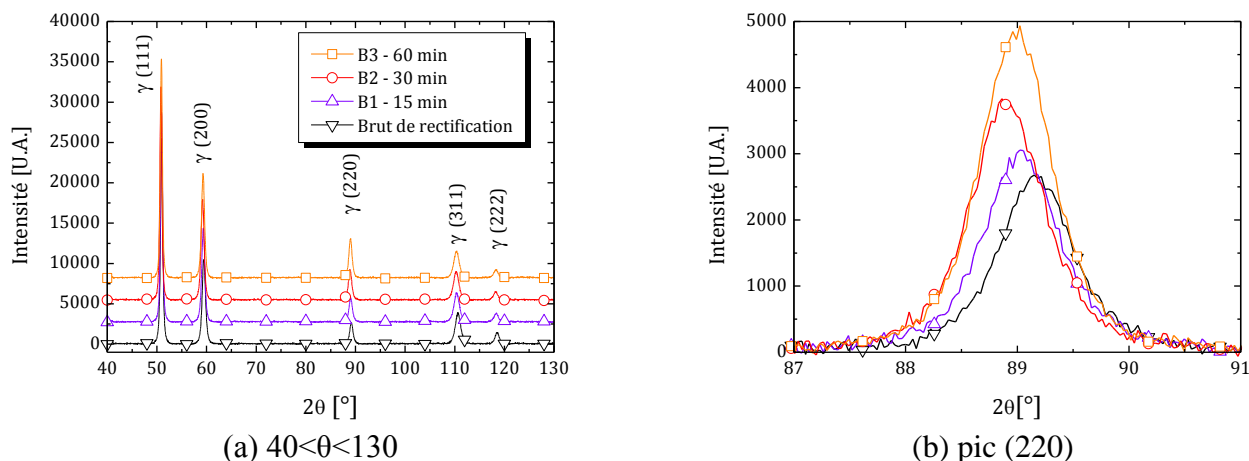 40000
35000
30000
25000
20000
15000
10000
5000
0
Intensité [U.A.]
γ (111)
γ (200)
γ (220)
γ (311)
γ (222)
B3 - 60 min
B2 - 30 min
B1 - 15 min
Brut de rectification
40 50 60 70 80 90 100 110 120 130
2θ [°]
(a) 40<θ<130
5000
4000
3000
2000
1000
0
Intensité [U.A.]
87 88 89 90 91
2θ[°]
(b) pic (220)